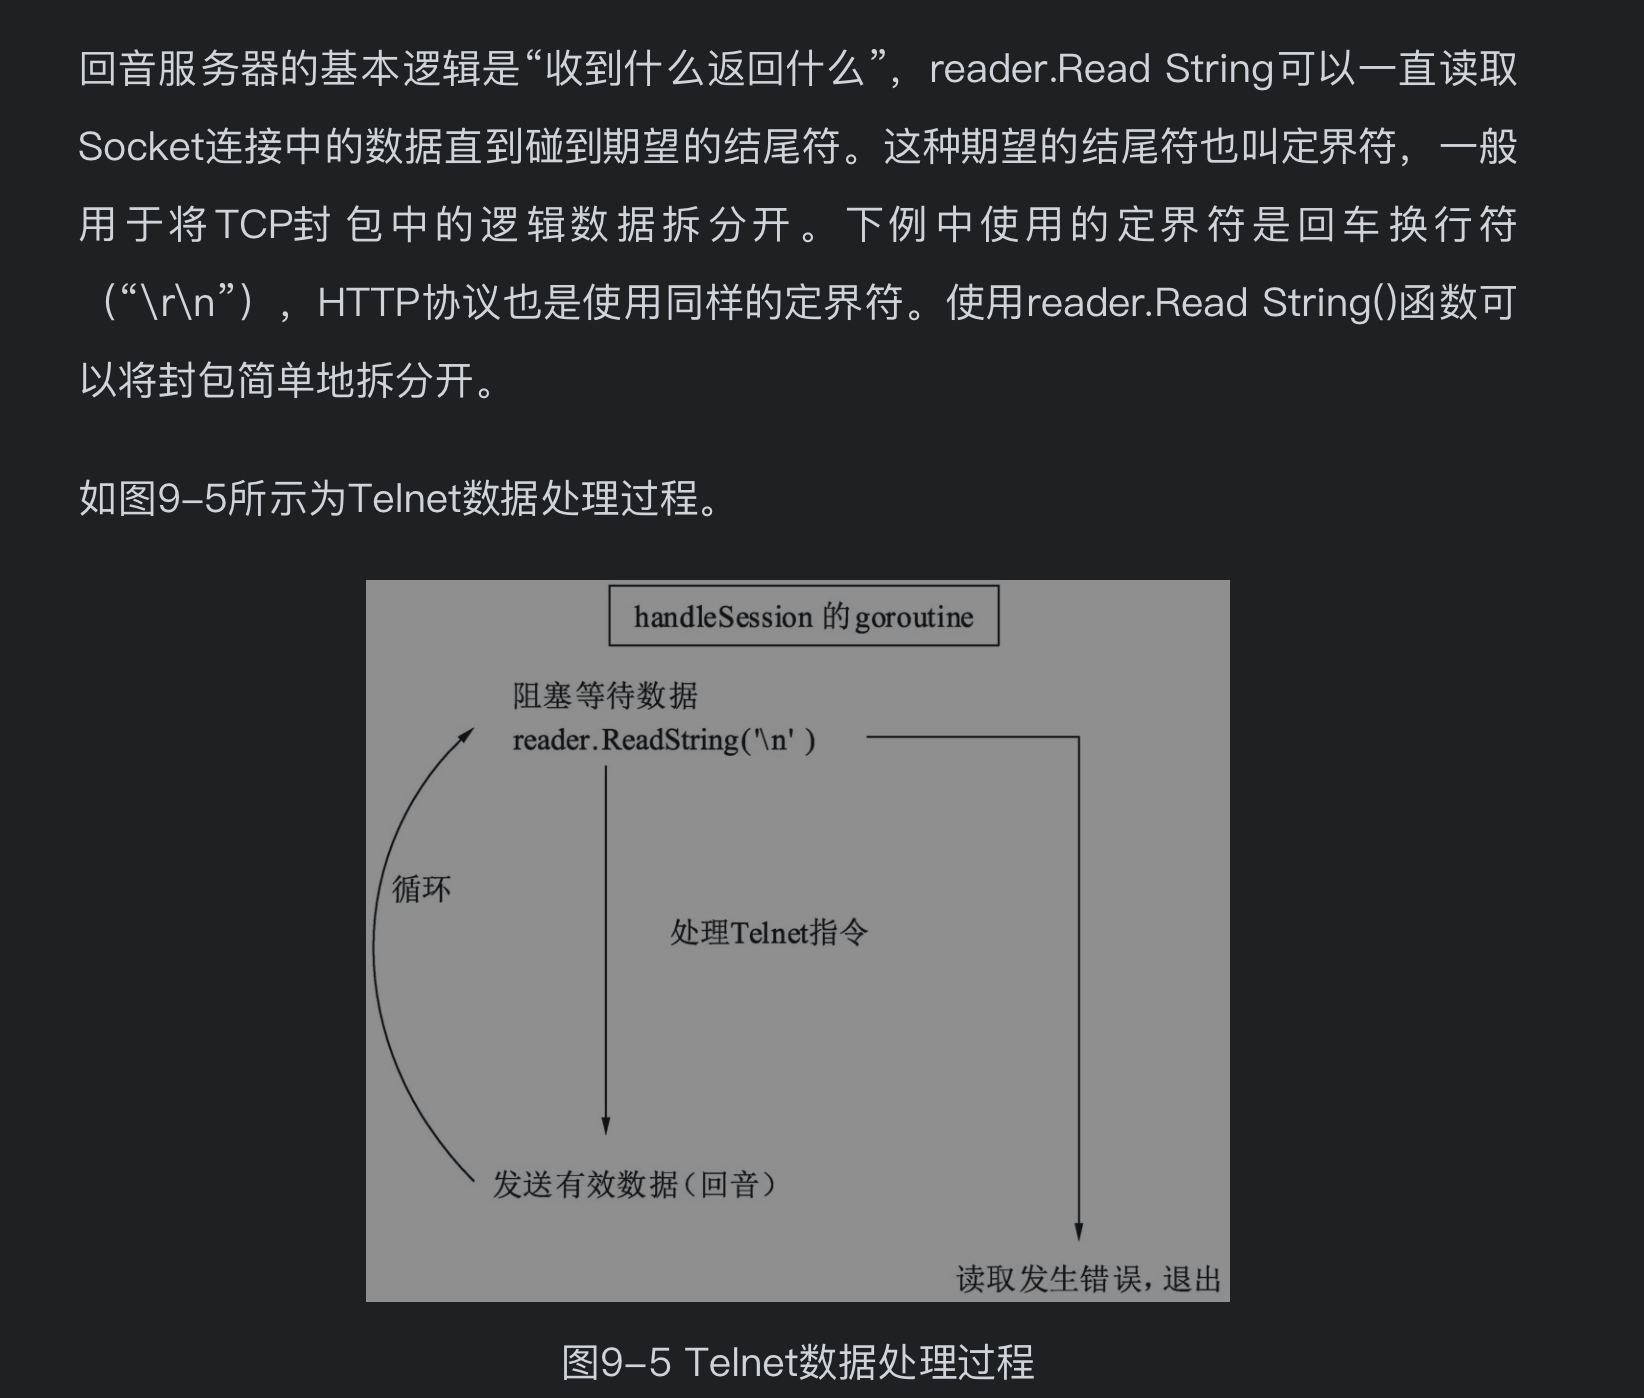 回音服务器的基本逻辑是“收到什么返回什么”，reader.Read String可以一直读取
Socket连接中的数据直到碰到期望的结尾符。这种期望的结尾符也叫定界符，一般
用于将TCP封 包中的逻辑数据拆分开。下例中使用的定界符是回车换行符
（“\r\n”），HTTP协议也是使用同样的定界符。使用reader.Read String()函数可
以将封包简单地拆分开。
如图9–5所示为Telnet数据处理过程。
handleSession 的goroutine
阻塞等待数据
reader.ReadString('\n' )
循环
处理Telnet指令
发送有效数据（回音）
读取发生错误，退出
图9–5 Telnet数据处理过程